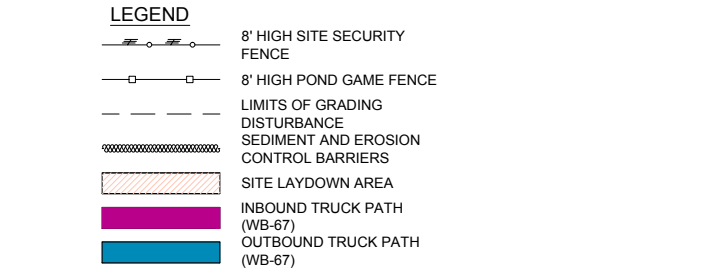 LEGEND
8' HIGH SITE SECURITY
FENCE
8' HIGH POND GAME FENCE
LIMITS OF GRADING
DISTURBANCE
SEDIMENT AND EROSION
CONTROL BARRIERS
SITE LAYDOWN AREA
INBOUND TRUCK PATH
(WB-67)
OUTBOUND TRUCK PATH
(WB-67)